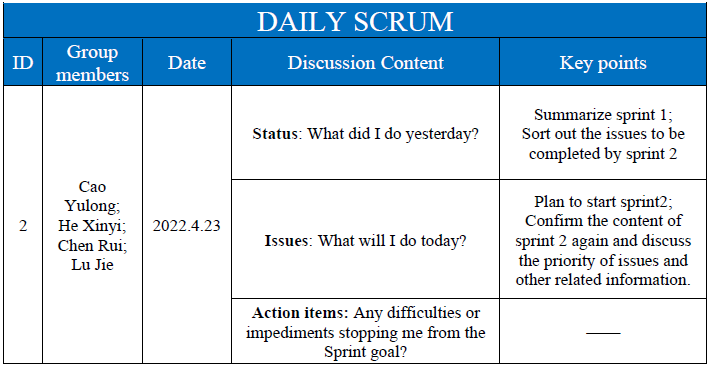 DAILY SCRUM
ID
Group
members
Date
Discussion Content
Key points
2
Cao
Yulong;
He Xinyi;
Chen Rui;
Lu Jie
2022.4.23
Status: What did I do yesterday?
Summarize sprint 1;
Sort out the issues to be
completed by sprint 2
Issues: What will I do today?
Plan to start sprint2;
Confirm the content of
sprint 2 again and discuss
the priority of issues and
other related information.
Action items: Any difficulties or
impediments stopping me from the
Sprint goal?
——